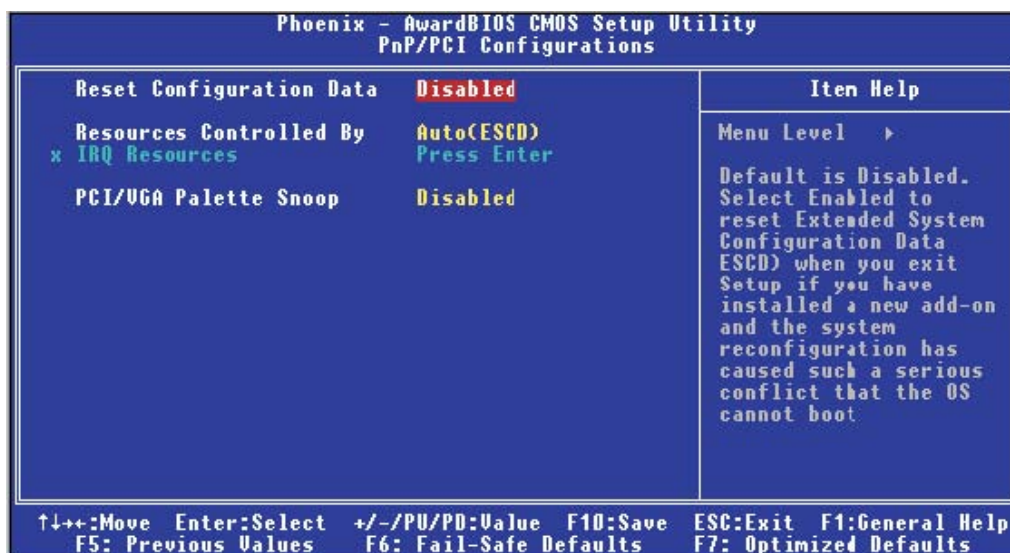 Phoenix - AwardBIOS CMOS Setup Utility
PnP/PCI Configurations
Reset Configuration Data Disabled
Resources Controlled By Auto(ESCD)
x IRQ Resources Press Enter
PCI/VGA Palette Snoop Disabled
Item Help
Menu Level ▸
Default is Disabled.
Select Enabled to
reset Extended System
Configuration Data
ESCD) when you exit
Setup if you have
installed a new add-on
and the system
reconfiguration has
caused such a serious
conflict that the OS
cannot boot
↑↓→←:Move Enter:Select +/-/PU/PD:Value F10:Save ESC:Exit F1:General Help
F5: Previous Values F6: Fail-Safe Defaults F7: Optimized Defaults